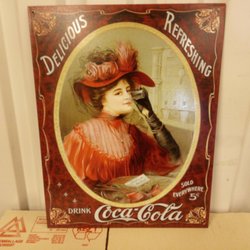 DELICIOUS
REFRESHING
SOLD
EVERYWHERE
5¢
DRINK Coca-Cola